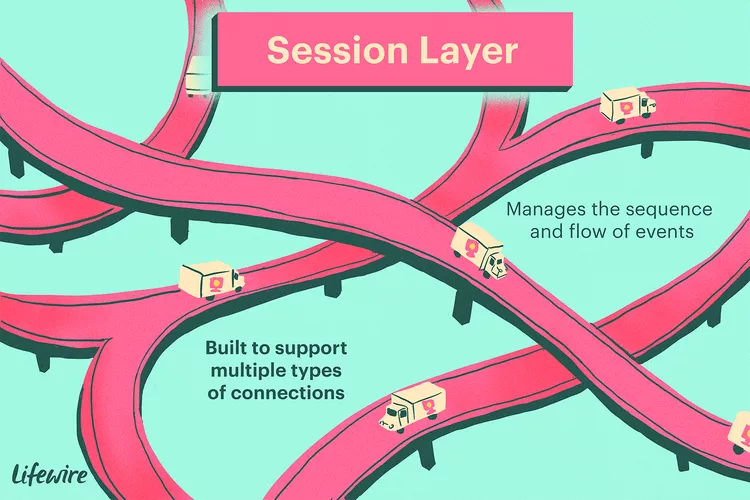 Session Layer
Manages the sequence
and flow of events
Built to support
multiple types
of connections
Lifewire